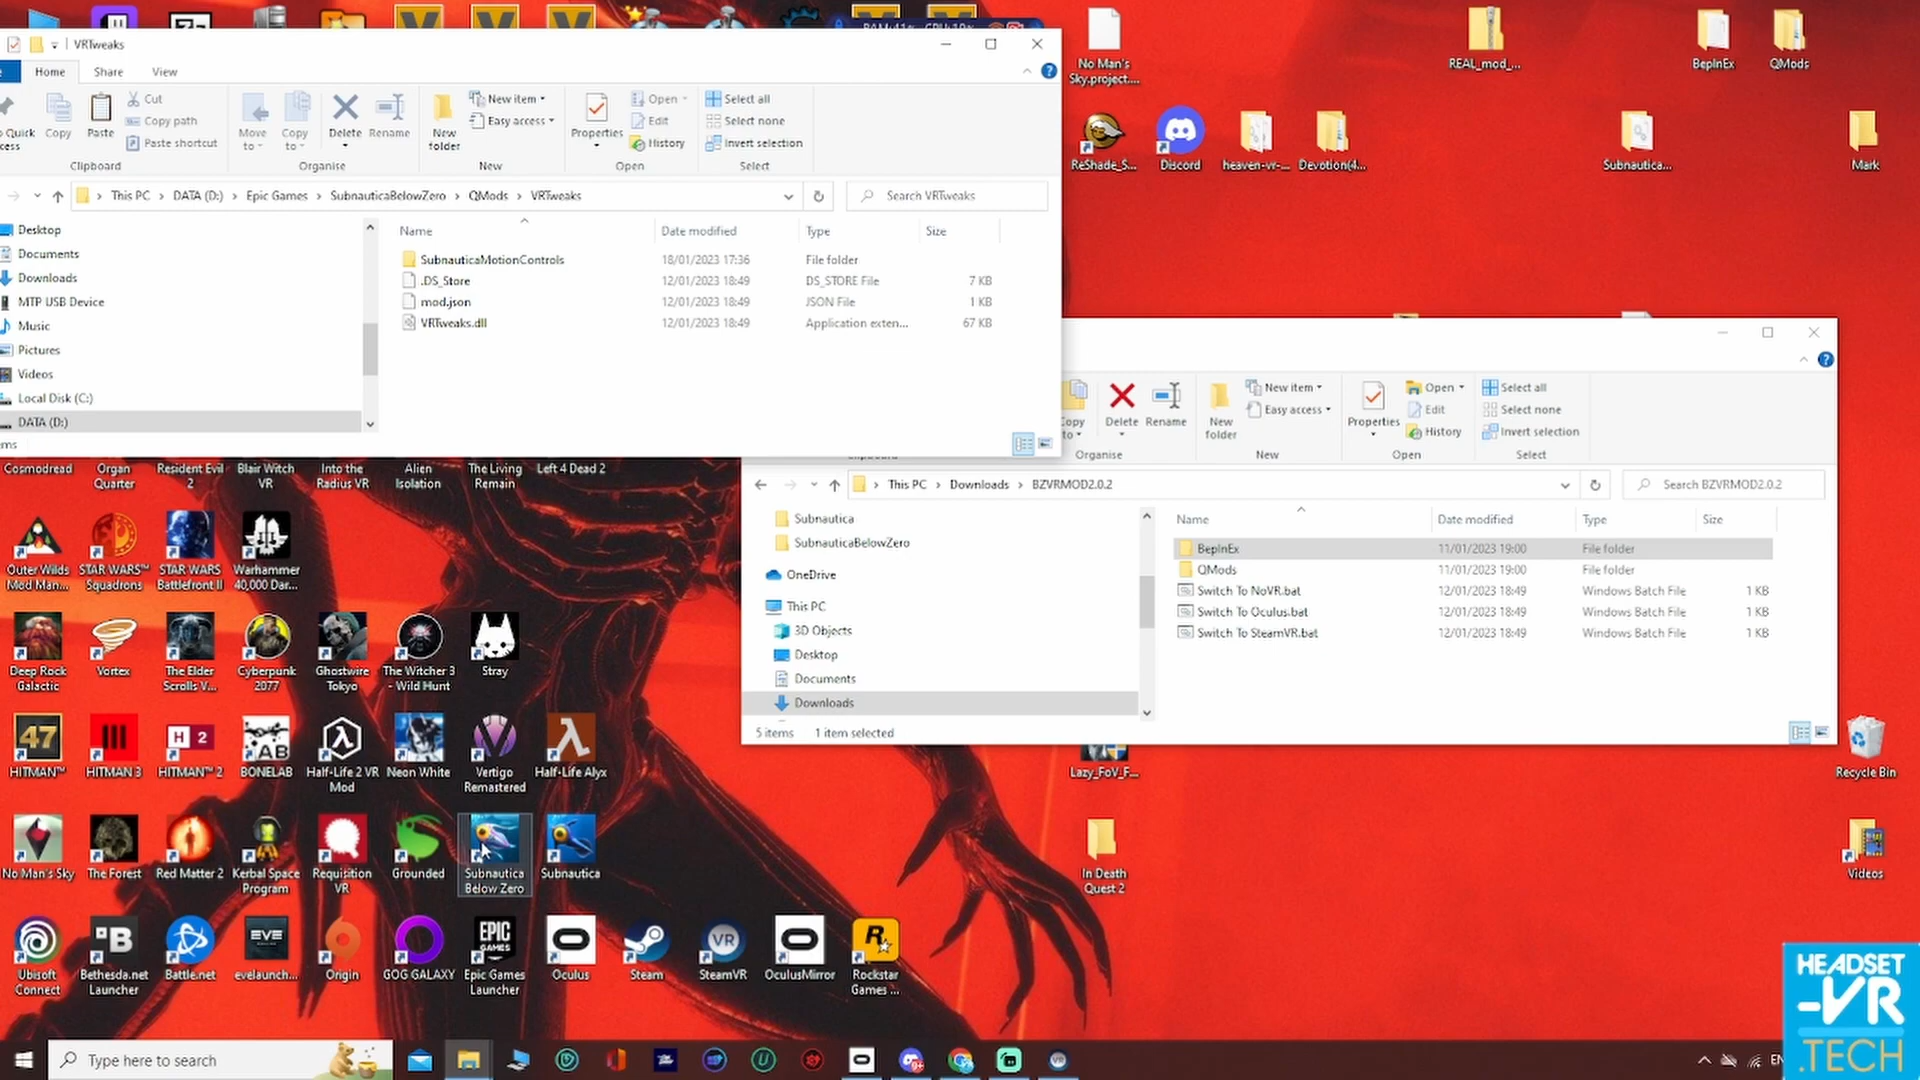 VRTweaks
Home
Share
View
Copy
Paste
Cut
Copy path
Paste shortcut
Clipboard
Move to
Copy to
Delete
Rename
Organise
New folder
New item
Easy access
New
Properties
Open
Edit
History
Open
Select all
Select none
Invert selection
Select
This PC > DATA (D:) > Epic Games > SubnauticaBelowZero > QMods > VRTweaks
Search VRTweaks
Name Date modified Type Size
SubnauticaMotionControls 18/01/2023 17:36 File folder
.DS_Store 12/01/2023 18:49 DS_STORE File 7 KB
mod.json 12/01/2023 18:49 JSON File 1 KB
VRTweaks.dll 12/01/2023 18:49 Application exten... 67 KB
Desktop
Documents
Downloads
MTP USB Device
Music
Pictures
Videos
Local Disk (C:)
DATA (D:)
No Man's
Sky.project....
REAL_mod_...
BepInEx
QMods
ReShade_S...
Discord
heaven-vr-...
Devotion(4...
Subnautica...
Mark
Delete
Rename
Organise
New folder
New item
Easy access
New
Properties
Open
Edit
History
Open
Select all
Select none
Invert selection
Select
This PC > Downloads > BZVRMOD2.0.2
Search BZVRMOD2.0.2
Name Date modified Type Size
BepInEx 11/01/2023 19:00 File folder
QMods 11/01/2023 19:00 File folder
Switch To NoVR.bat 12/01/2023 18:49 Windows Batch File 1 KB
Switch To Oculus.bat 12/01/2023 18:49 Windows Batch File 1 KB
Switch To SteamVR.bat 12/01/2023 18:49 Windows Batch File 1 KB
Subnautica
SubnauticaBelowZero
OneDrive
This PC
3D Objects
Desktop
Documents
Downloads
5 items 1 item selected
Cosmodread
Organ Quarter
Resident Evil 2
Blair Witch VR
Into the Radius VR
Alien Isolation
The Living Remain
Left 4 Dead 2
Outer Wilds Mod Man...
STAR WARS™ Squadrons
STAR WARS Battlefront II
Warhammer 40,000 Dar...
Deep Rock Galactic
Vortex
The Elder Scrolls V...
Cyberpunk 2077
Ghostwire Tokyo
The Witcher 3 - Wild Hunt
Stray
HITMAN™
HITMAN 3
HITMAN™ 2
BONELAB
Half-Life 2 VR Mod
Neon White
Vertigo Remastered
Half-Life Alyx
Lazy_FoV_F...
Recycle Bin
No Man's Sky
The Forest
Red Matter 2
Kerbal Space Program
Requisition VR
Grounded
Subnautica Below Zero
Subnautica
In Death Quest 2
Videos
Ubisoft Connect
Bethesda.net Launcher
Battle.net
evelaunch...
Origin
GOG GALAXY
Epic Games Launcher
Oculus
Steam
SteamVR
OculusMirror
Rockstar Games ...
Type here to search
HEADSET
-VR
.TECH